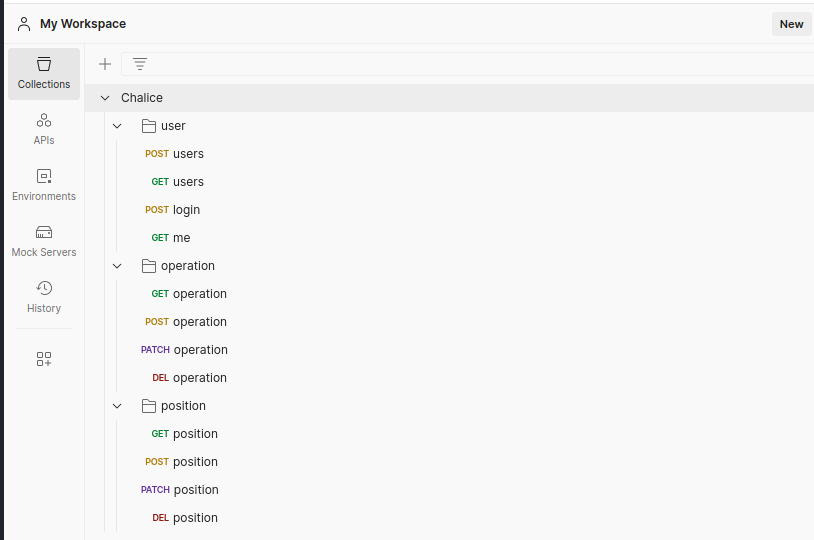 My Workspace
New
Collections
APIs
Environments
Mock Servers
History
Chalice
user
POST users
GET users
POST login
GET me
operation
GET operation
POST operation
PATCH operation
DEL operation
position
GET position
POST position
PATCH position
DEL position